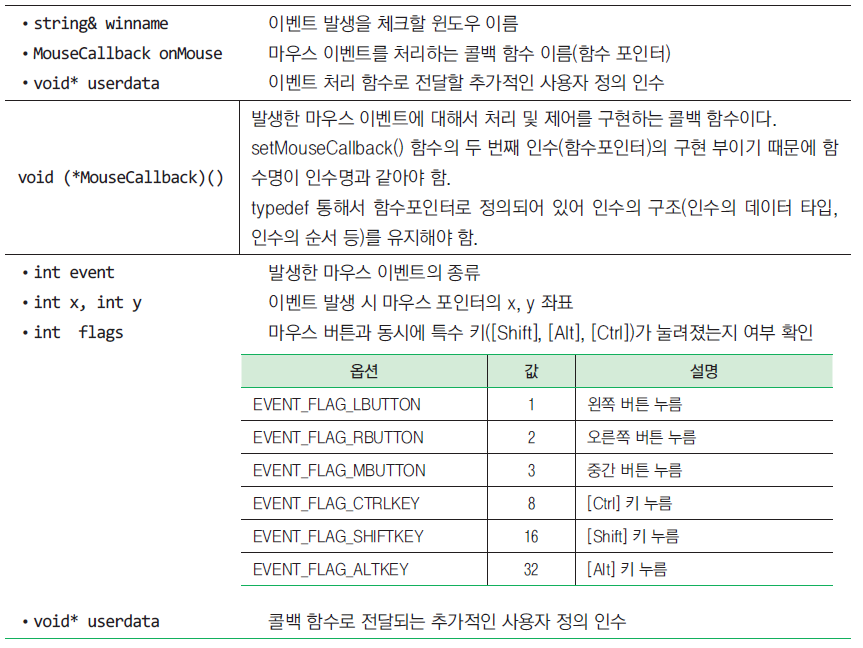 • string& winname 이벤트 발생을 체크할 윈도우 이름
• MouseCallback onMouse 마우스 이벤트를 처리하는 콜백 함수 이름(함수 포인터)
• void* userdata 이벤트 처리 함수로 전달할 추가적인 사용자 정의 인수
void (*MouseCallback)()
발생한 마우스 이벤트에 대해서 처리 및 제어를 구현하는 콜백 함수이다.
setMouseCallback() 함수의 두 번째 인수(함수포인터)의 구현 부이기 때문에 함
수명이 인수명과 같아야 함.
typedef 통해서 함수포인터로 정의되어 있어 인수의 구조(인수의 데이터 타입,
인수의 순서 등)를 유지해야 함.
• int event 발생한 마우스 이벤트의 종류
• int x, int y 이벤트 발생 시 마우스 포인터의 x, y 좌표
• int flags 마우스 버튼과 동시에 특수 키([Shift], [Alt], [Ctrl])가 눌려졌는지 여부 확인
옵션 값 설명
EVENT_FLAG_LBUTTON 1 왼쪽 버튼 누름
EVENT_FLAG_RBUTTON 2 오른쪽 버튼 누름
EVENT_FLAG_MBUTTON 3 중간 버튼 누름
EVENT_FLAG_CTRLKEY 8 [Ctrl] 키 누름
EVENT_FLAG_SHIFTKEY 16 [Shift] 키 누름
EVENT_FLAG_ALTKEY 32 [Alt] 키 누름
• void* userdata 콜백 함수로 전달되는 추가적인 사용자 정의 인수